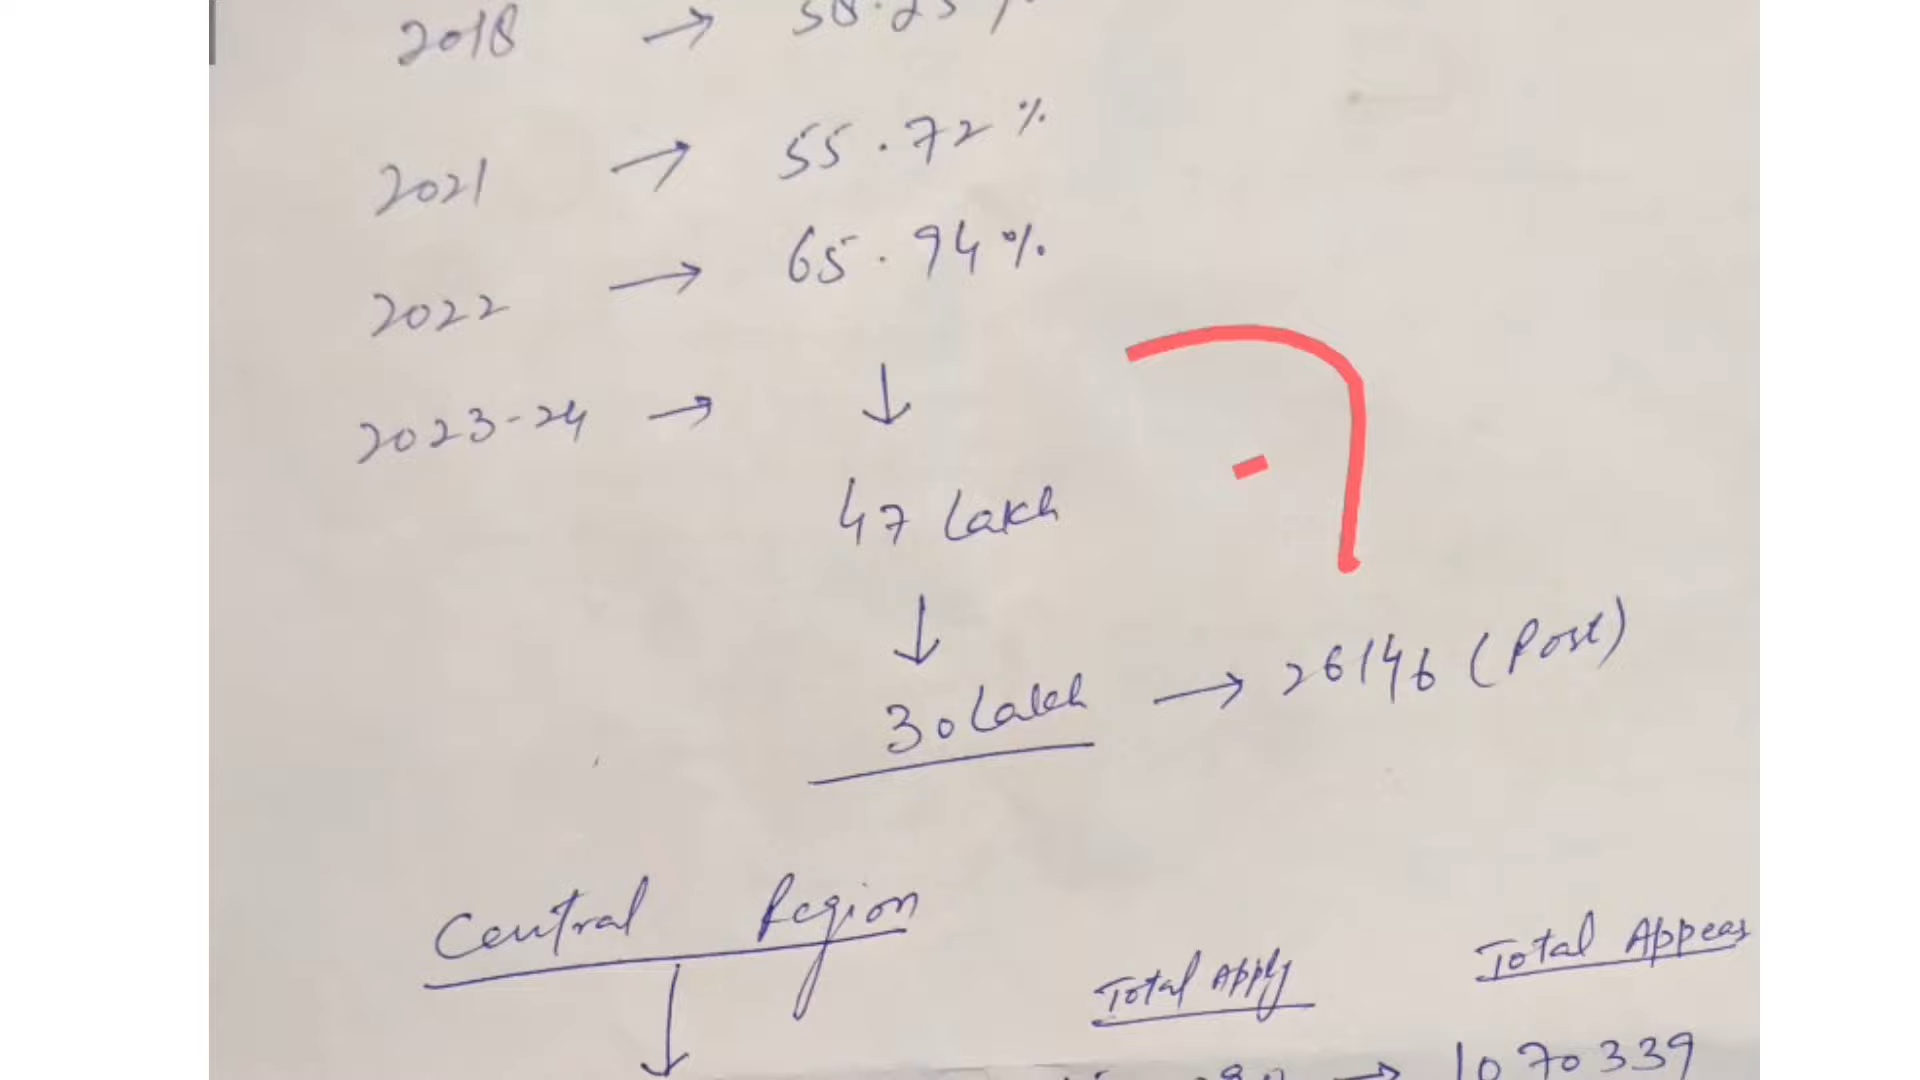 2018 →
2021 → 55.72%
2022 → 65.94%
2023-24 → ↓
47 Lakh
↓
30 Lakh → 26146 (Post)
Central Region
↓
Total Apply Total Appear
→ 1070339